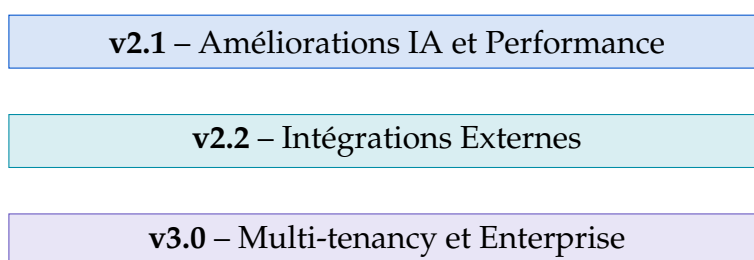 v2.1 – Améliorations IA et Performance
v2.2 – Intégrations Externes
v3.0 – Multi-tenancy et Enterprise